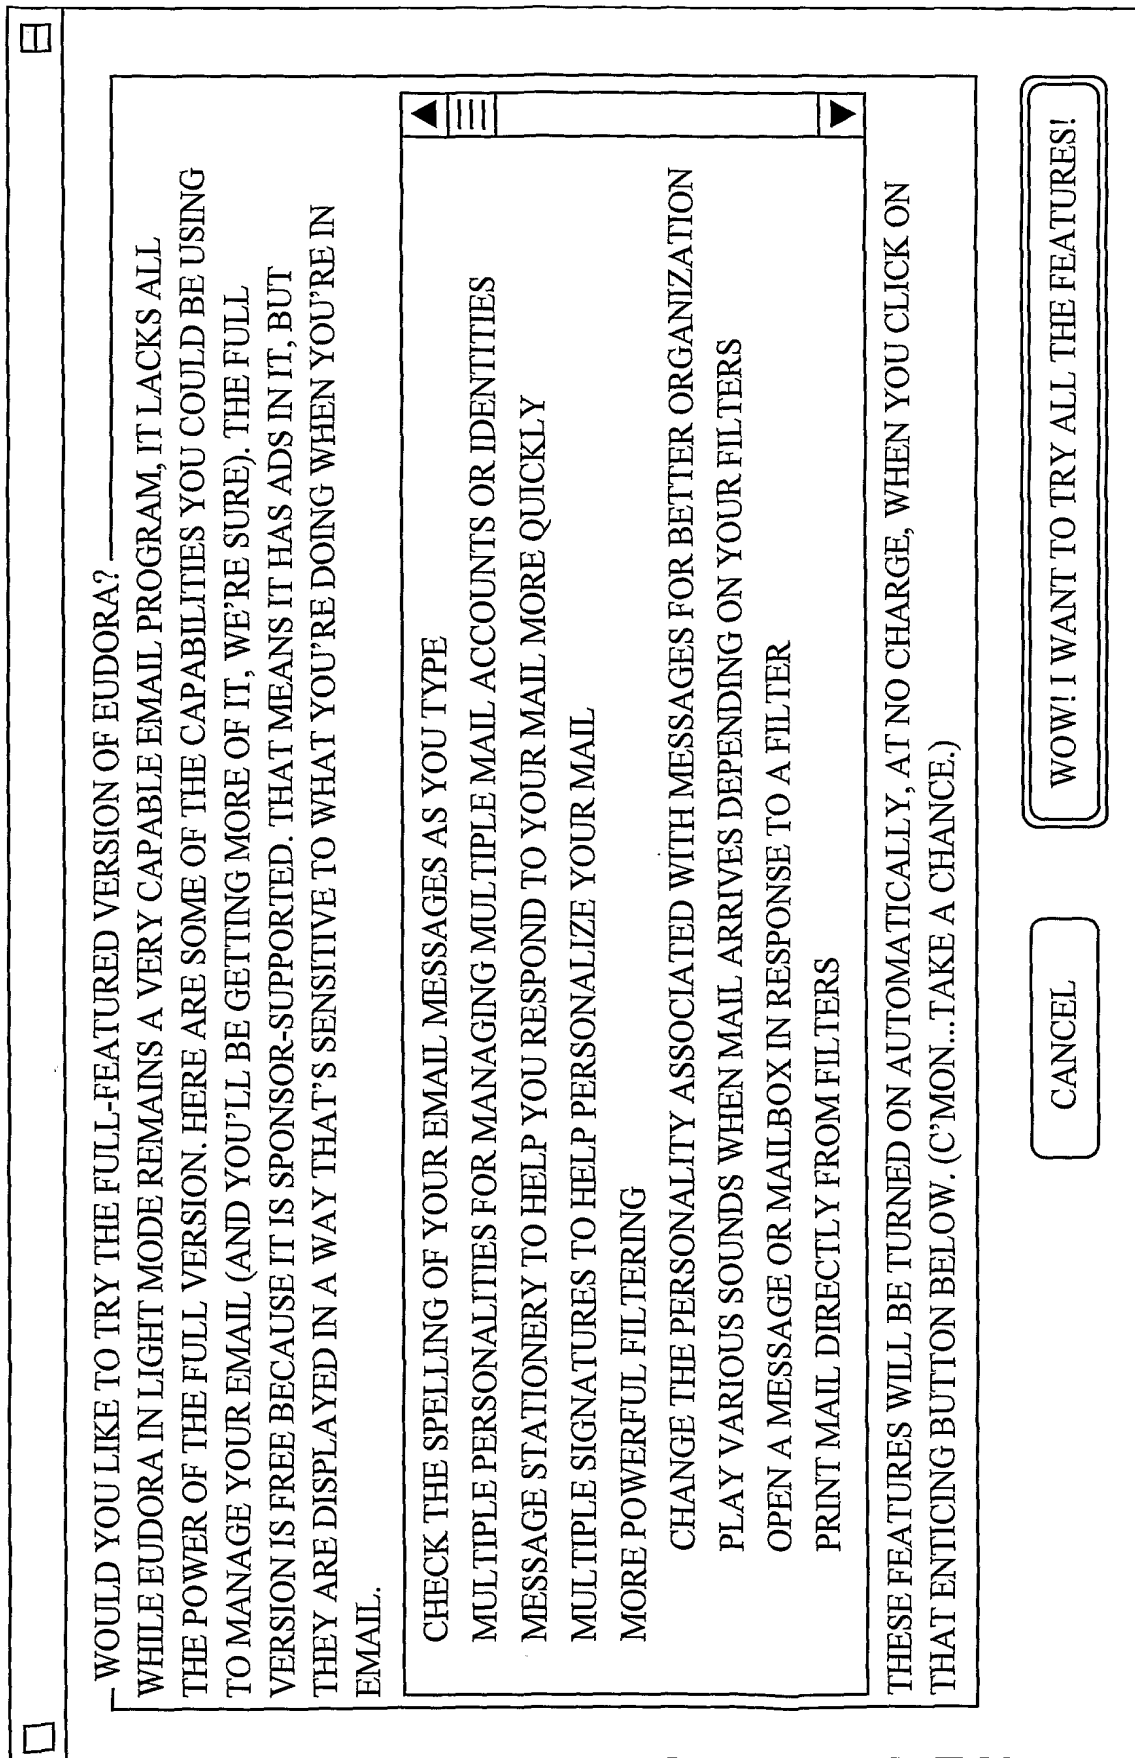 WOULD YOU LIKE TO TRY THE FULL-FEATURED VERSION OF EUDORA?
WHILE EUDORA IN LIGHT MODE REMAINS A VERY CAPABLE EMAIL PROGRAM, IT LACKS ALL
THE POWER OF THE FULL VERSION. HERE ARE SOME OF THE CAPABILITIES YOU COULD BE USING
TO MANAGE YOUR EMAIL (AND YOU'LL BE GETTING MORE OF IT, WE'RE SURE). THE FULL
VERSION IS FREE BECAUSE IT IS SPONSOR-SUPPORTED. THAT MEANS IT HAS ADS IN IT, BUT
THEY ARE DISPLAYED IN A WAY THAT'S SENSITIVE TO WHAT YOU'RE DOING WHEN YOU'RE IN
EMAIL.
CHECK THE SPELLING OF YOUR EMAIL MESSAGES AS YOU TYPE
MULTIPLE PERSONALITIES FOR MANAGING MULTIPLE MAIL ACCOUNTS OR IDENTITIES
MESSAGE STATIONERY TO HELP YOU RESPOND TO YOUR MAIL MORE QUICKLY
MULTIPLE SIGNATURES TO HELP PERSONALIZE YOUR MAIL
MORE POWERFUL FILTERING
CHANGE THE PERSONALITY ASSOCIATED WITH MESSAGES FOR BETTER ORGANIZATION
PLAY VARIOUS SOUNDS WHEN MAIL ARRIVES DEPENDING ON YOUR FILTERS
OPEN A MESSAGE OR MAILBOX IN RESPONSE TO A FILTER
PRINT MAIL DIRECTLY FROM FILTERS
THESE FEATURES WILL BE TURNED ON AUTOMATICALLY, AT NO CHARGE, WHEN YOU CLICK ON
THAT ENTICING BUTTON BELOW. (C'MON...TAKE A CHANCE.)
CANCEL
WOW! I WANT TO TRY ALL THE FEATURES!